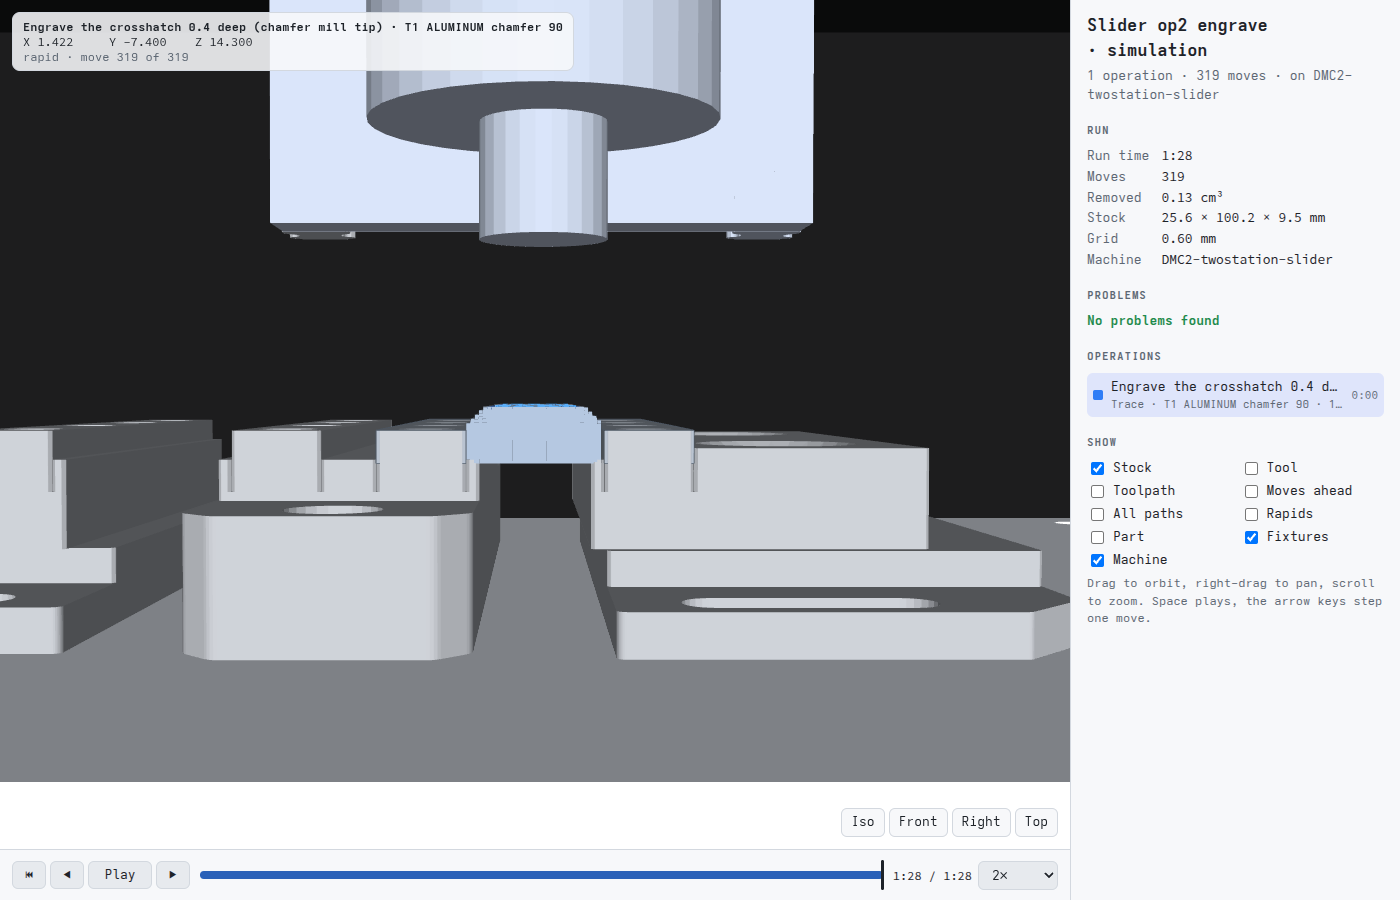 Engrave the crosshatch 0.4 deep (chamfer mill tip) · T1 ALUMINUM chamfer 90
X 1.422 Y -7.400 Z 14.300
rapid · move 319 of 319
Slider op2 engrave
· simulation
1 operation · 319 moves · on DMC2-
twostation-slider
RUN
Run time 1:28
Moves 319
Removed 0.13 cm³
Stock 25.6 × 100.2 × 9.5 mm
Grid 0.60 mm
Machine DMC2-twostation-slider
PROBLEMS
No problems found
OPERATIONS
Engrave the crosshatch 0.4 d…
Trace · T1 ALUMINUM chamfer 90 · 1…
0:00
SHOW
Stock Tool
Toolpath Moves ahead
All paths Rapids
Part Fixtures
Machine
Drag to orbit, right-drag to pan, scroll
to zoom. Space plays, the arrow keys step
one move.
Iso Front Right Top
Play 1:28 / 1:28 2×